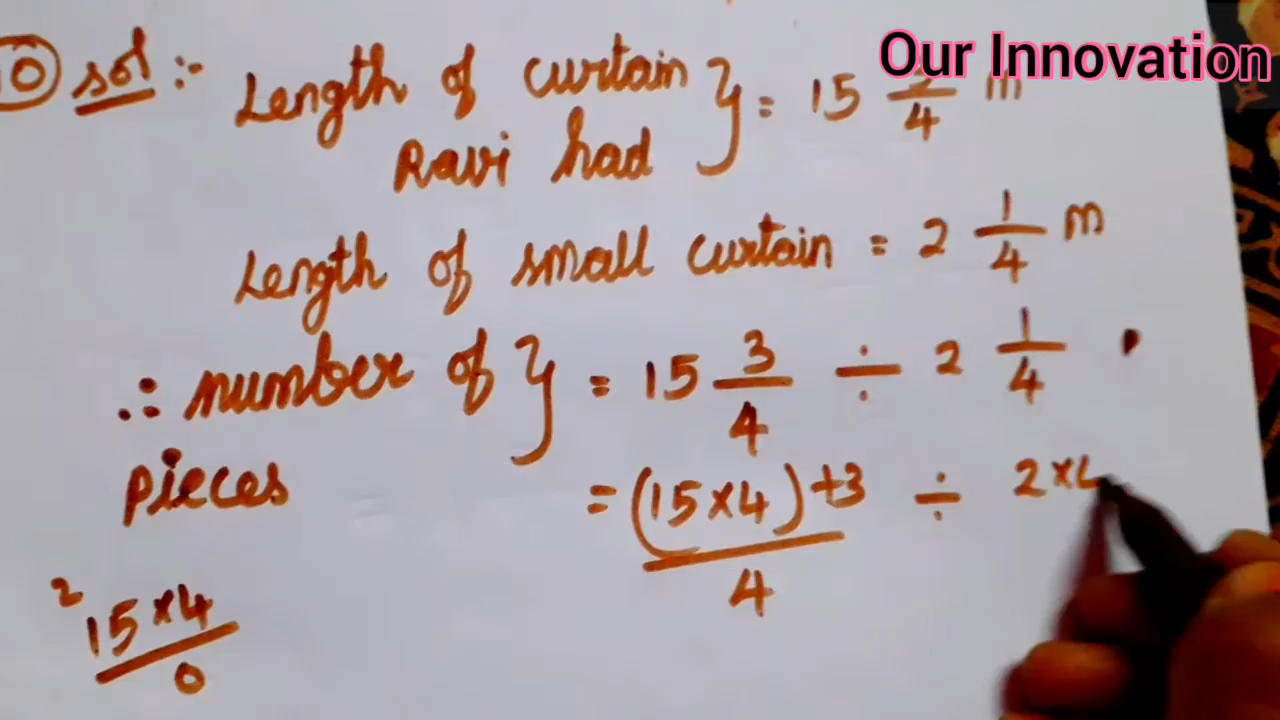 Our Innovation
0 sol :- Length of curtain } = 15 /4 m
Ravi had
Length of small curtain = 2 1/4 m
∴ number of } = 15 3/4 ÷ 2 1/4
pieces = (15×4)+3/4 ÷ 2×4
2
15×4
0